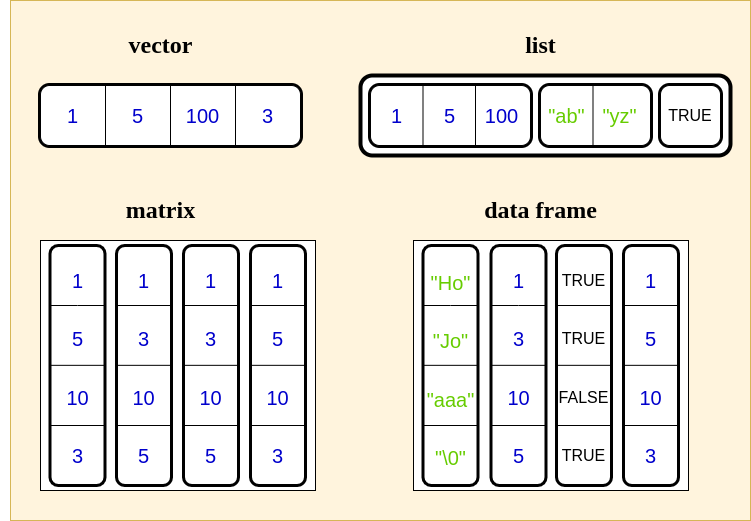 vector
1 5 100 3
list
1 5 100 "ab" "yz" TRUE
matrix
1 1 1 1
5 3 3 5
10 10 10 10
3 5 5 3
data frame
"Ho" 1 TRUE 1
"Jo" 3 TRUE 5
"aaa" 10 FALSE 10
"\0" 5 TRUE 3